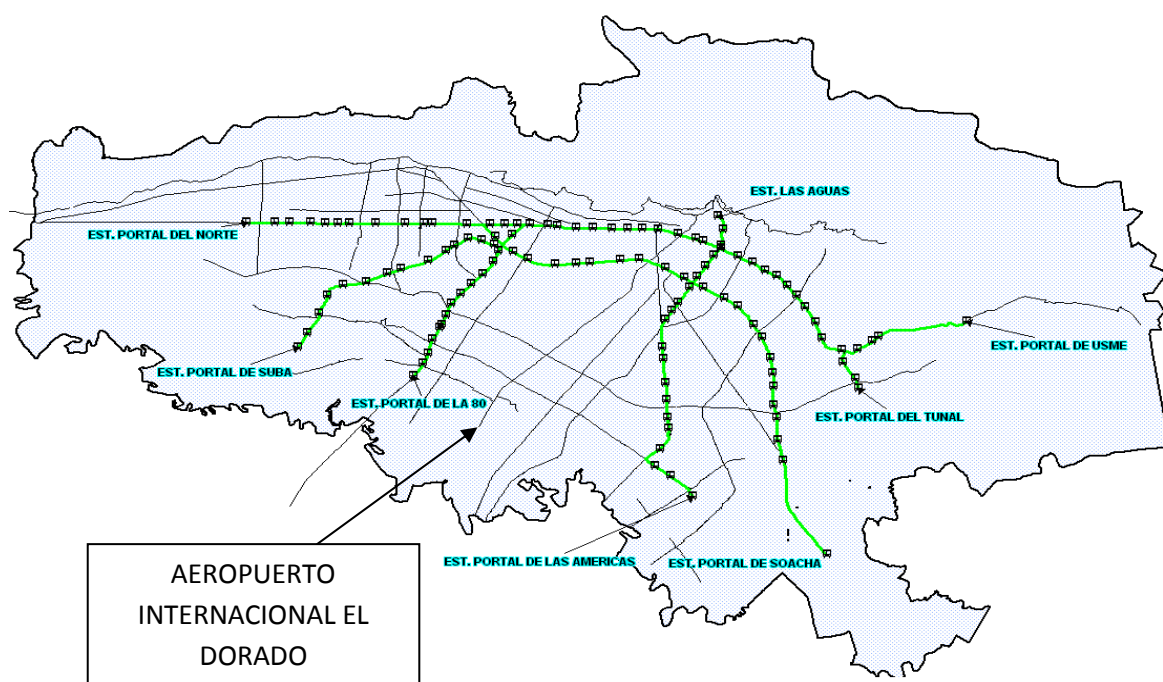 EST. LAS AGUAS
EST. PORTAL DEL NORTE
EST. PORTAL DE USME
EST. PORTAL DE SUBA
EST. PORTAL DE LA 80
EST. PORTAL DEL TUNAL
EST. PORTAL DE LAS AMERICAS
EST. PORTAL DE SOACHA
AEROPUERTO
INTERNACIONAL EL
DORADO